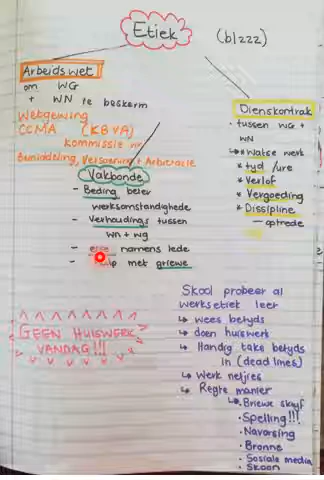 Etiek
(blzzz)
Arbeidswet
om WG
+ WN te beskerm
Wetgewing
CCMA (KBVA)
kommissie vir
Bemiddeling, Versoening + Arbitrasie
Dienskontrak
• tussen WG +
WN
↳ * Watse werk
* tyd /ure
* Verlof
* Vergoeding
* Dissipline
— optrede
Vakbonde
- Beding beter
werksomstandighede
- Verhoudings tussen
WN + WG
- namens lede
- met griewe
GEEN HUISWERK
VANDAG!!!
Skool probeer al
werksetiek leer
↳ wees betyds
↳ doen huiswerk
↳ Handig take betyds
in (dead lines)
↳ Werk netjies
↳ Regte manier
↳ • Briewe skryf
• Spelling!!!
• Navorsing
• Bronne
• Sosiale media
• Skoon